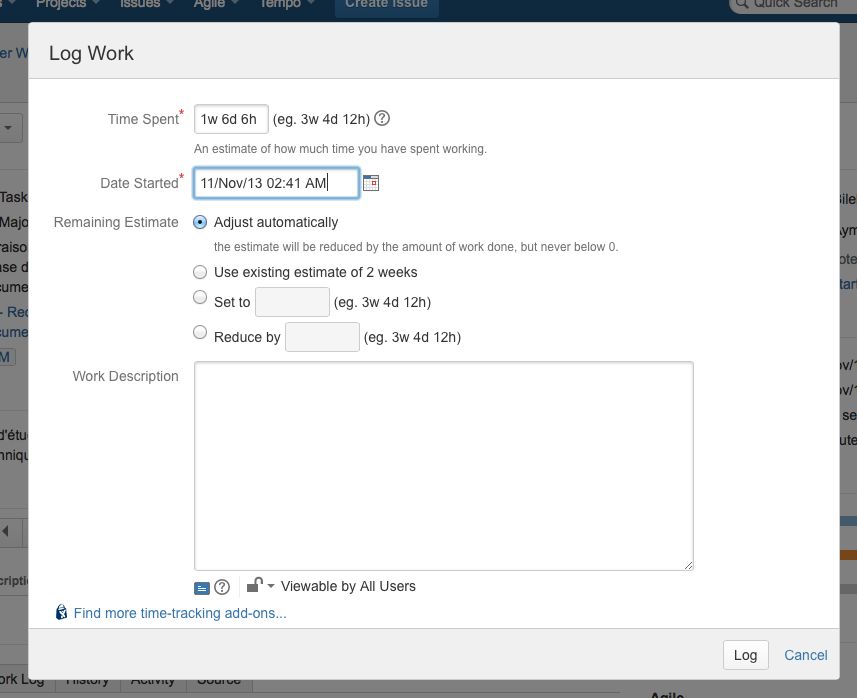 Projects Issues Agile Tempo Create Issue Quick Search
Log Work
Time Spent* 1w 6d 6h (eg. 3w 4d 12h) ?
An estimate of how much time you have spent working.
Date Started* 11/Nov/13 02:41 AM
Remaining Estimate Adjust automatically
the estimate will be reduced by the amount of work done, but never below 0.
Use existing estimate of 2 weeks
Set to (eg. 3w 4d 12h)
Reduce by (eg. 3w 4d 12h)
Work Description
? Viewable by All Users
Find more time-tracking add-ons...
Log Cancel
History Activity Source
Agile